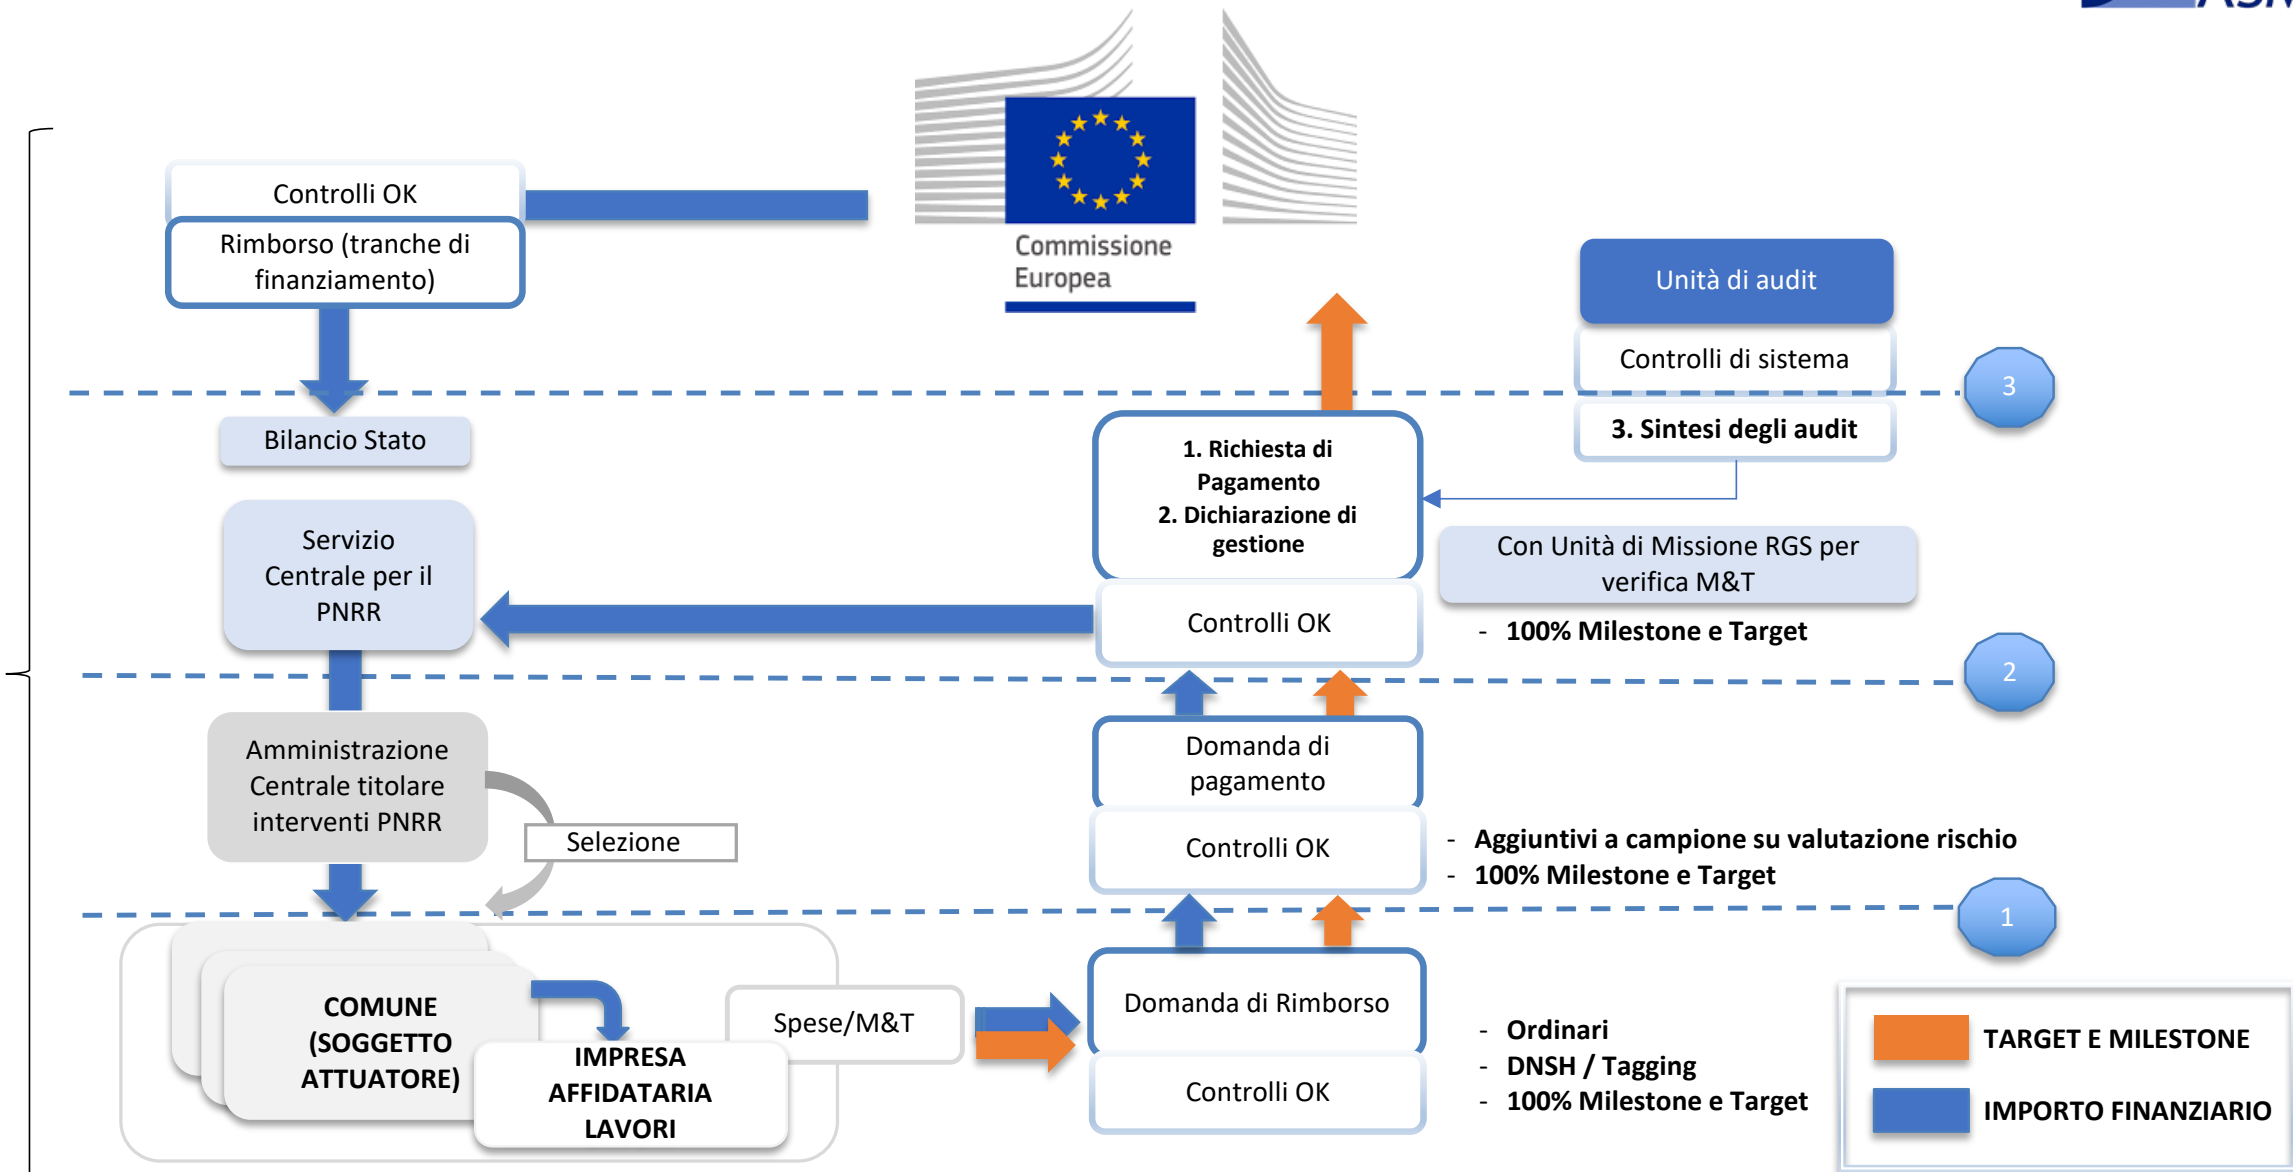 Controlli OK
Rimborso (tranche di
finanziamento)
Commissione
Europea
Unità di audit
Controlli di sistema
3
3. Sintesi degli audit
Bilancio Stato
1. Richiesta di
Pagamento
2. Dichiarazione di
gestione
Servizio
Centrale per il
PNRR
Con Unità di Missione RGS per
verifica M&T
Controlli OK
- 100% Milestone e Target
2
Amministrazione
Centrale titolare
interventi PNRR
Domanda di
pagamento
Selezione
Controlli OK
- Aggiuntivi a campione su valutazione rischio
- 100% Milestone e Target
1
COMUNE
(SOGGETTO
ATTUATORE)
IMPRESA
AFFIDATARIA
LAVORI
Spese/M&T
Domanda di Rimborso
Controlli OK
- Ordinari
- DNSH / Tagging
- 100% Milestone e Target
TARGET E MILESTONE
IMPORTO FINANZIARIO